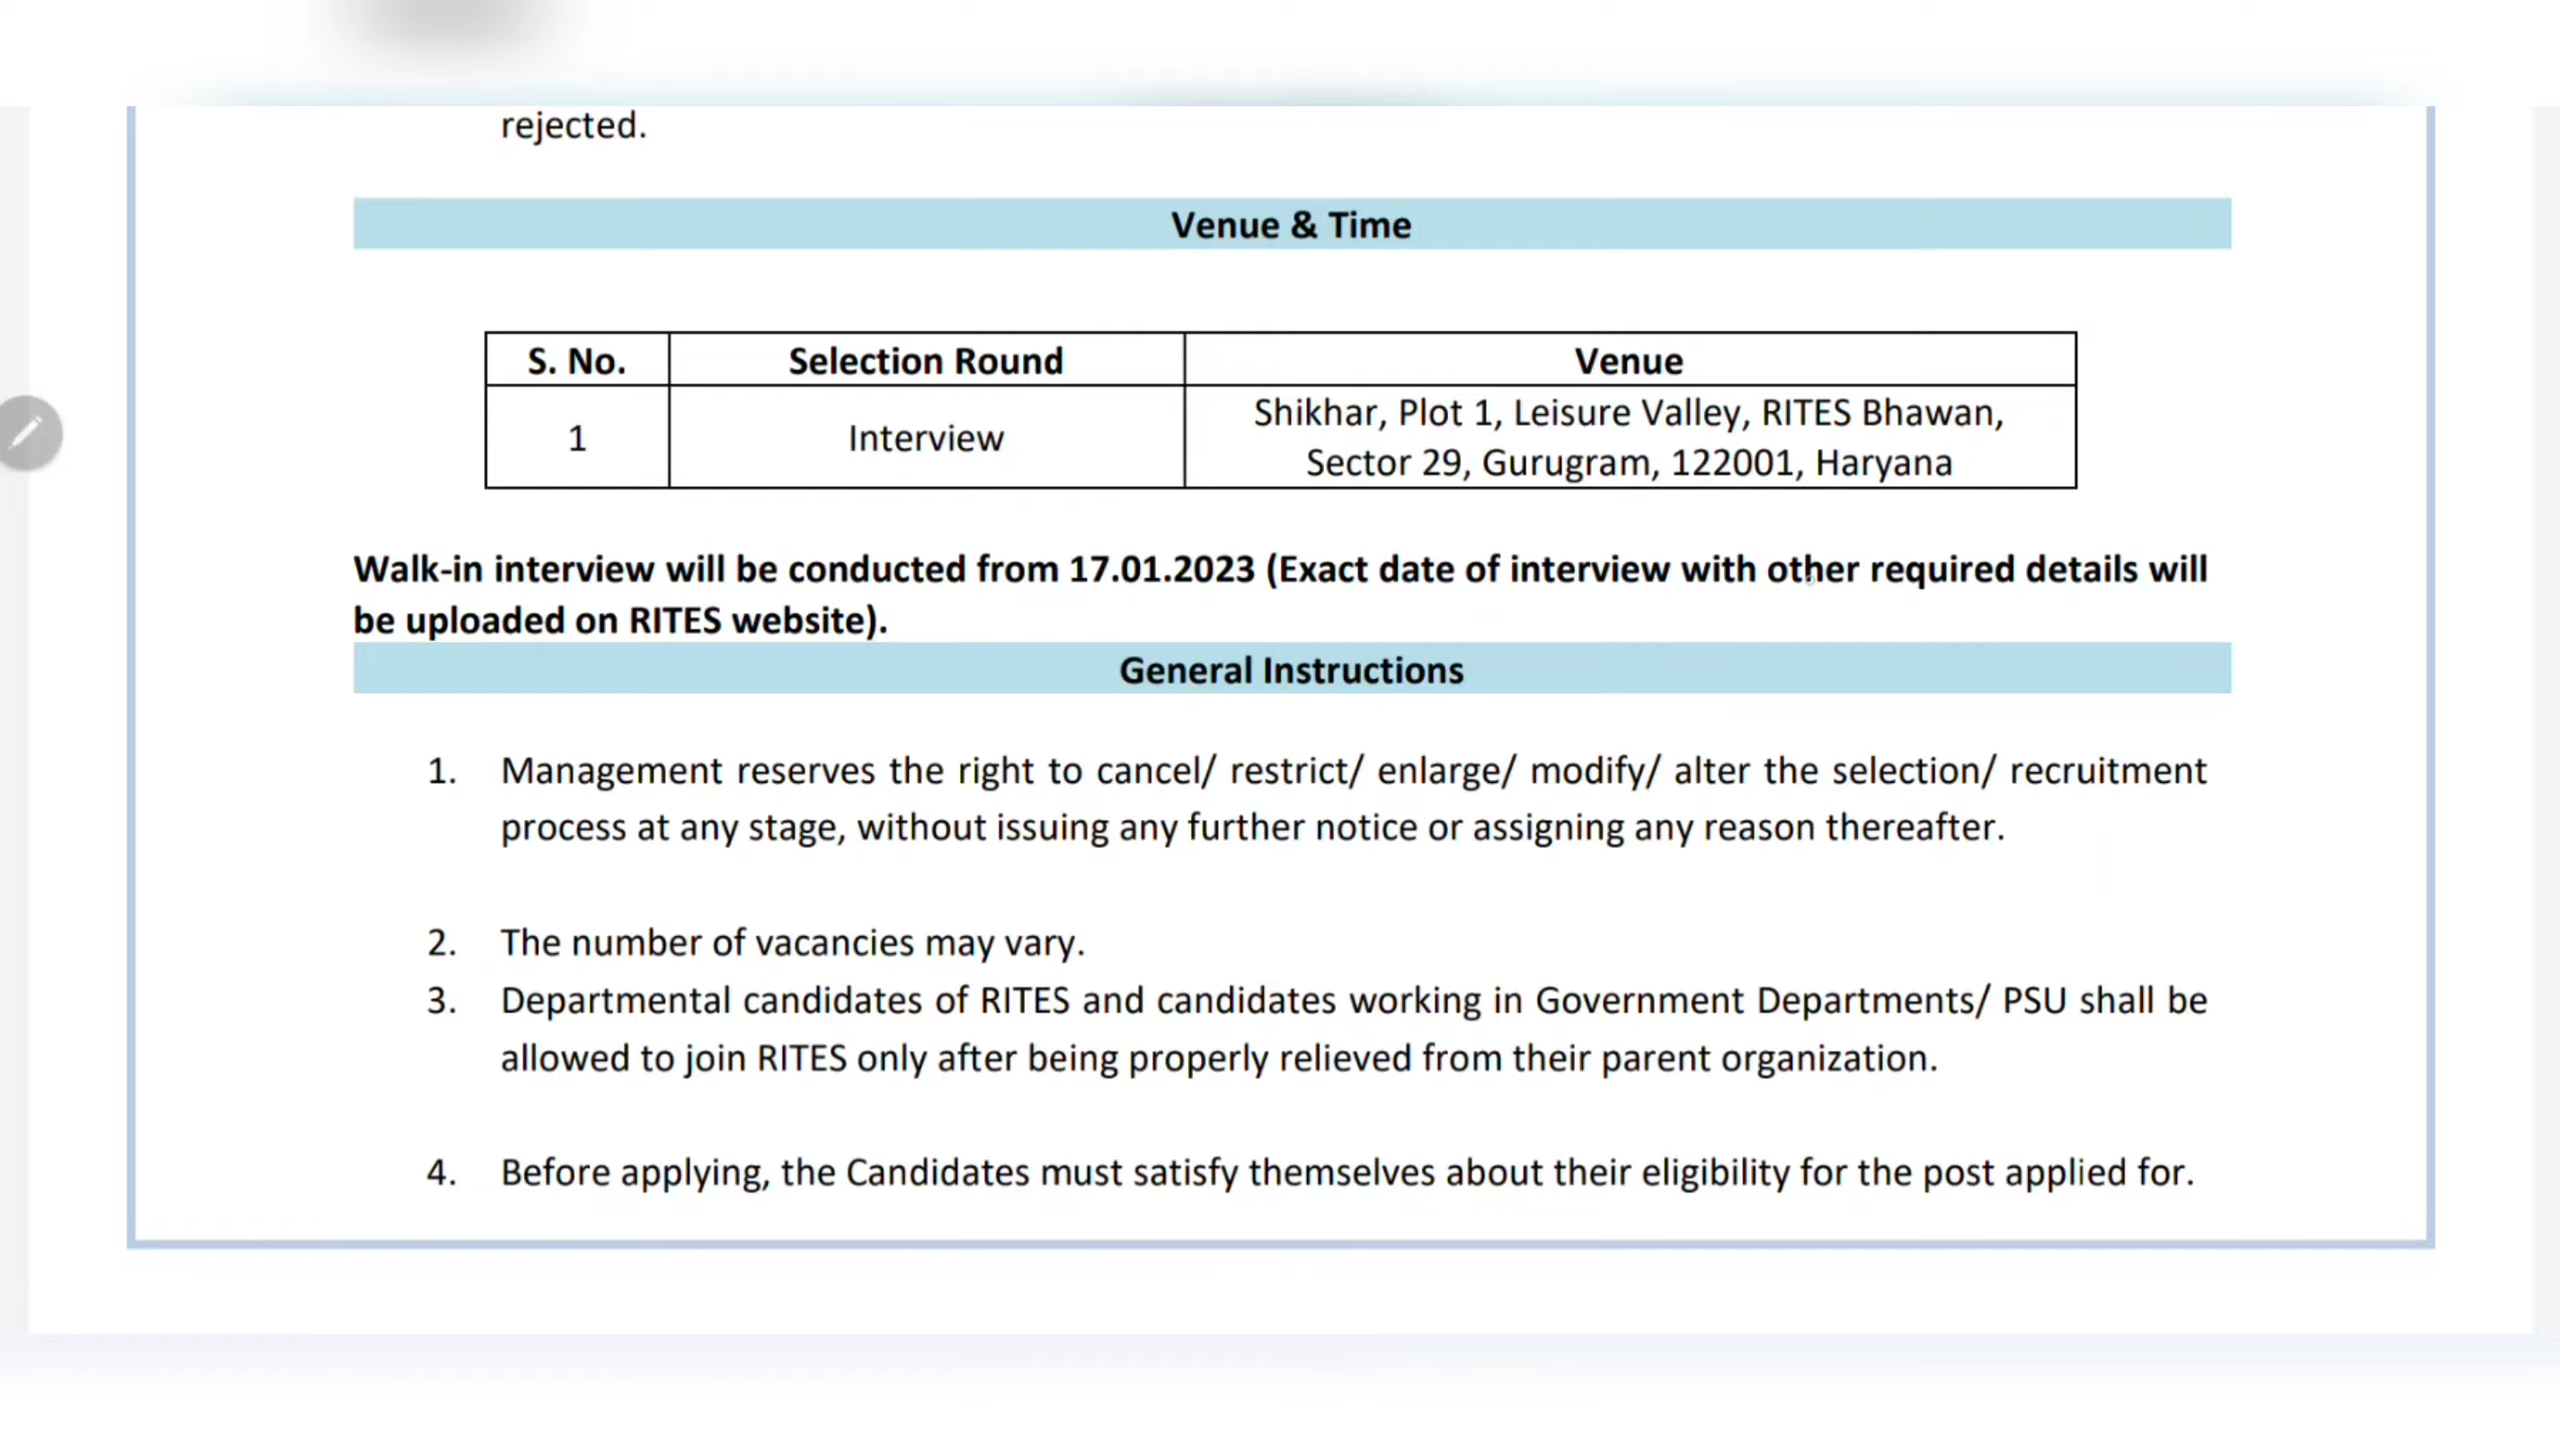 rejected.
Venue & Time
S. No.
Selection Round
Venue
1
Interview
Shikhar, Plot 1, Leisure Valley, RITES Bhawan,
Sector 29, Gurugram, 122001, Haryana
Walk-in interview will be conducted from 17.01.2023 (Exact date of interview with other required details will
be uploaded on RITES website).
General Instructions
1. Management reserves the right to cancel/ restrict/ enlarge/ modify/ alter the selection/ recruitment
process at any stage, without issuing any further notice or assigning any reason thereafter.
2. The number of vacancies may vary.
3. Departmental candidates of RITES and candidates working in Government Departments/ PSU shall be
allowed to join RITES only after being properly relieved from their parent organization.
4. Before applying, the Candidates must satisfy themselves about their eligibility for the post applied for.